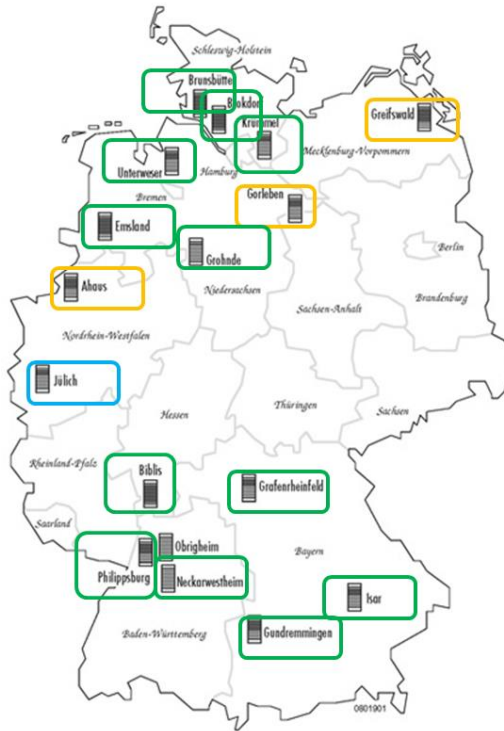 Schleswig-Holstein
Brunsbüttel
Brokdorf
Krümmel
Greifswald
Mecklenburg-Vorpommern
Hamburg
Unterweser
Bremen
Gorleben
Emsland
Berlin
Grohnde
Ahaus
Niedersachsen
Sachsen-Anhalt
Brandenburg
Nordrhein-Westfalen
Jülich
Hessen
Thüringen
Sachsen
Rheinland-Pfalz
Biblis
Grafenrheinfeld
Saarland
Obrigheim
Bayern
Philippsburg
Neckarwestheim
Isar
Baden-Württemberg
Gundremmingen
0801901